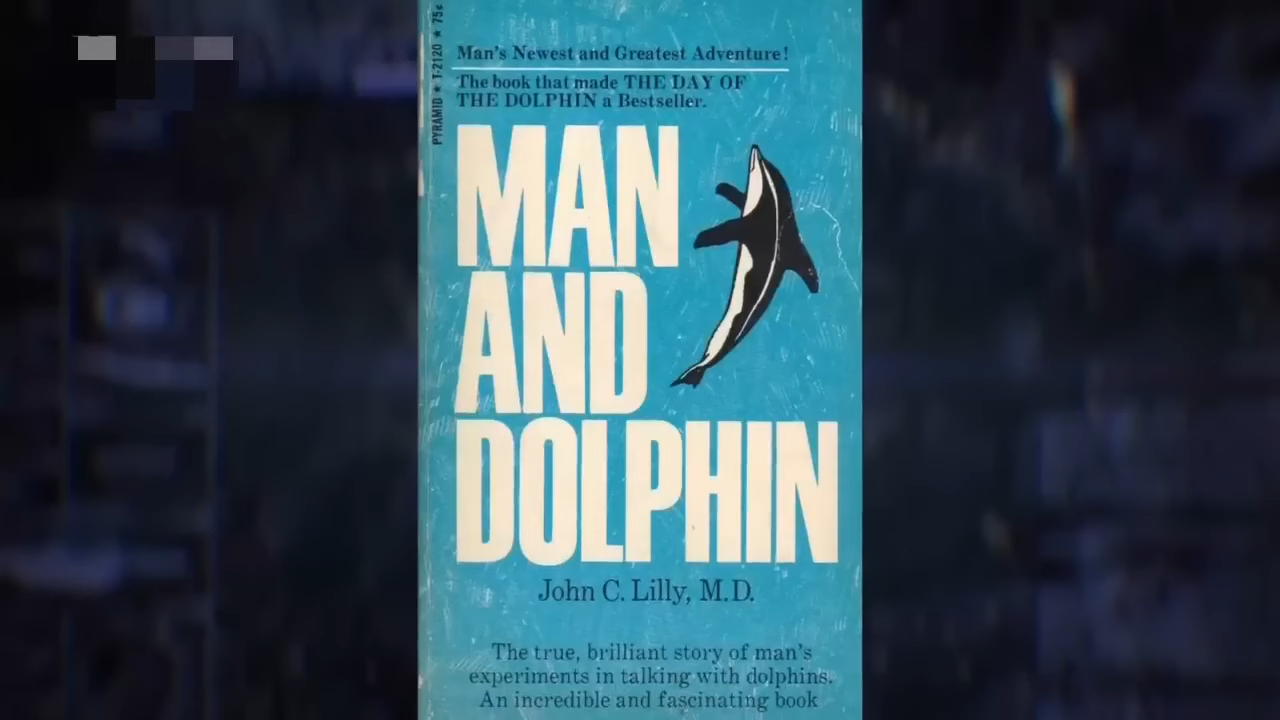 PYRAMID ★ T-2120 ★ 75¢
Man's Newest and Greatest Adventure!
The book that made THE DAY OF
THE DOLPHIN a Bestseller.
MAN
AND
DOLPHIN
John C. Lilly, M.D.
The true, brilliant story of man's
experiments in talking with dolphins.
An incredible and fascinating book